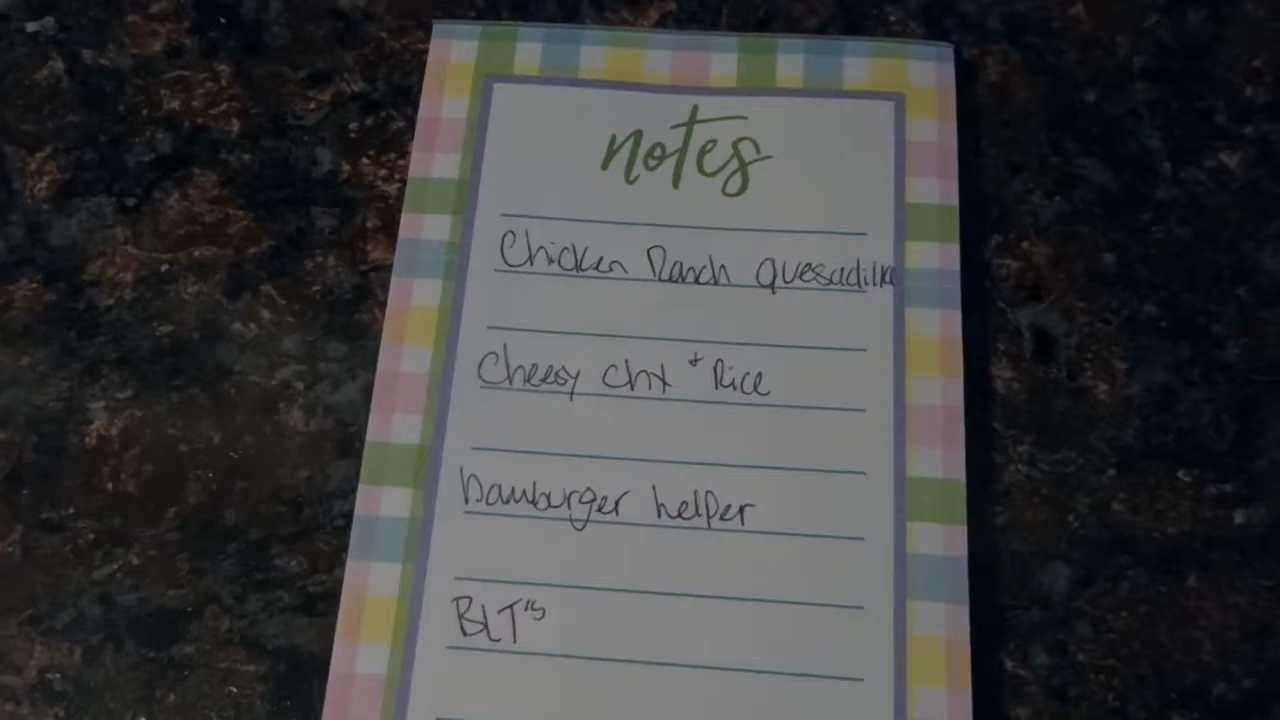 notes
Chicken Ranch Quesadilla
Cheesy Chx + Rice
hamburger helper
BLT's